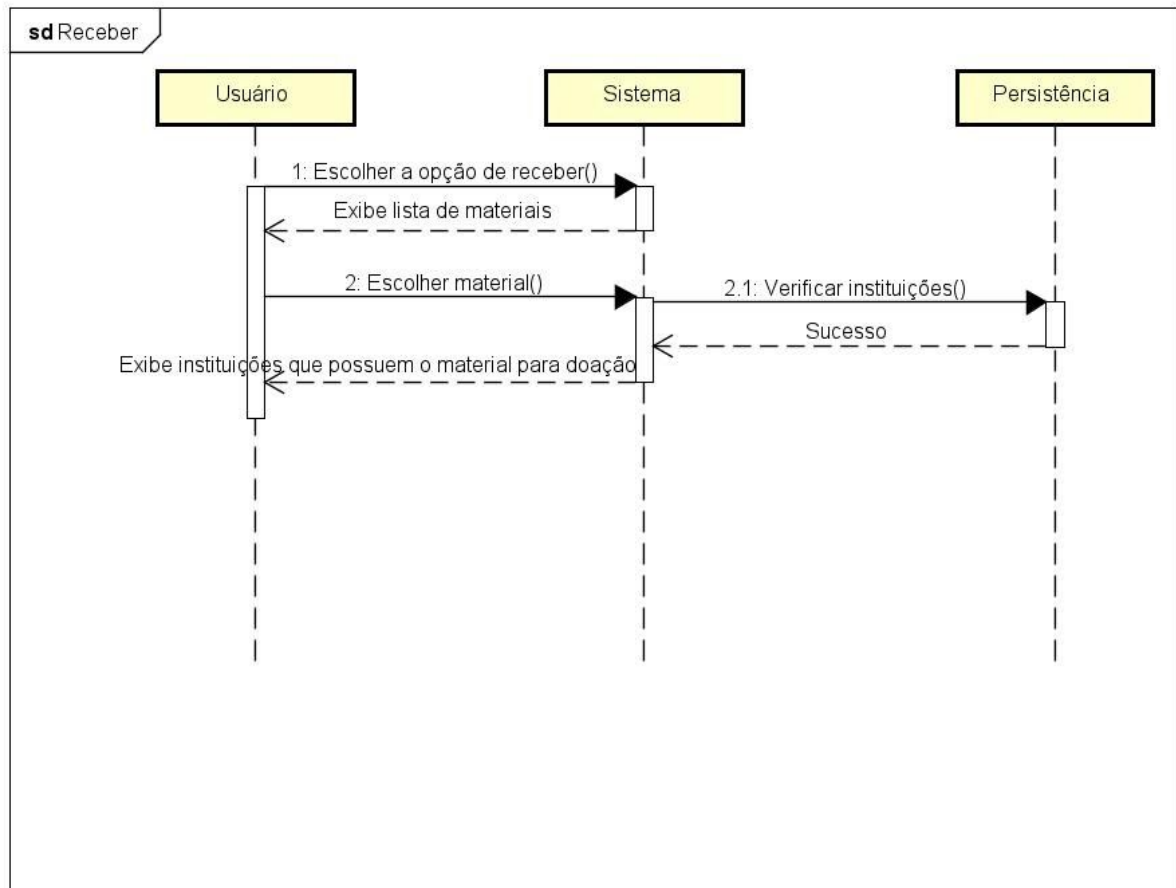 sd Receber
Usuário
Sistema
Persistência
1: Escolher a opção de receber()
Exibe lista de materiais
2: Escolher material()
2.1: Verificar instituições()
Sucesso
Exibe instituições que possuem o material para doação